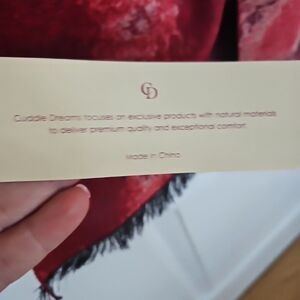 CD
Cuddle Dreams focuses on exclusive products with natural materials
to deliver premium quality and exceptional comfort.
Made in China